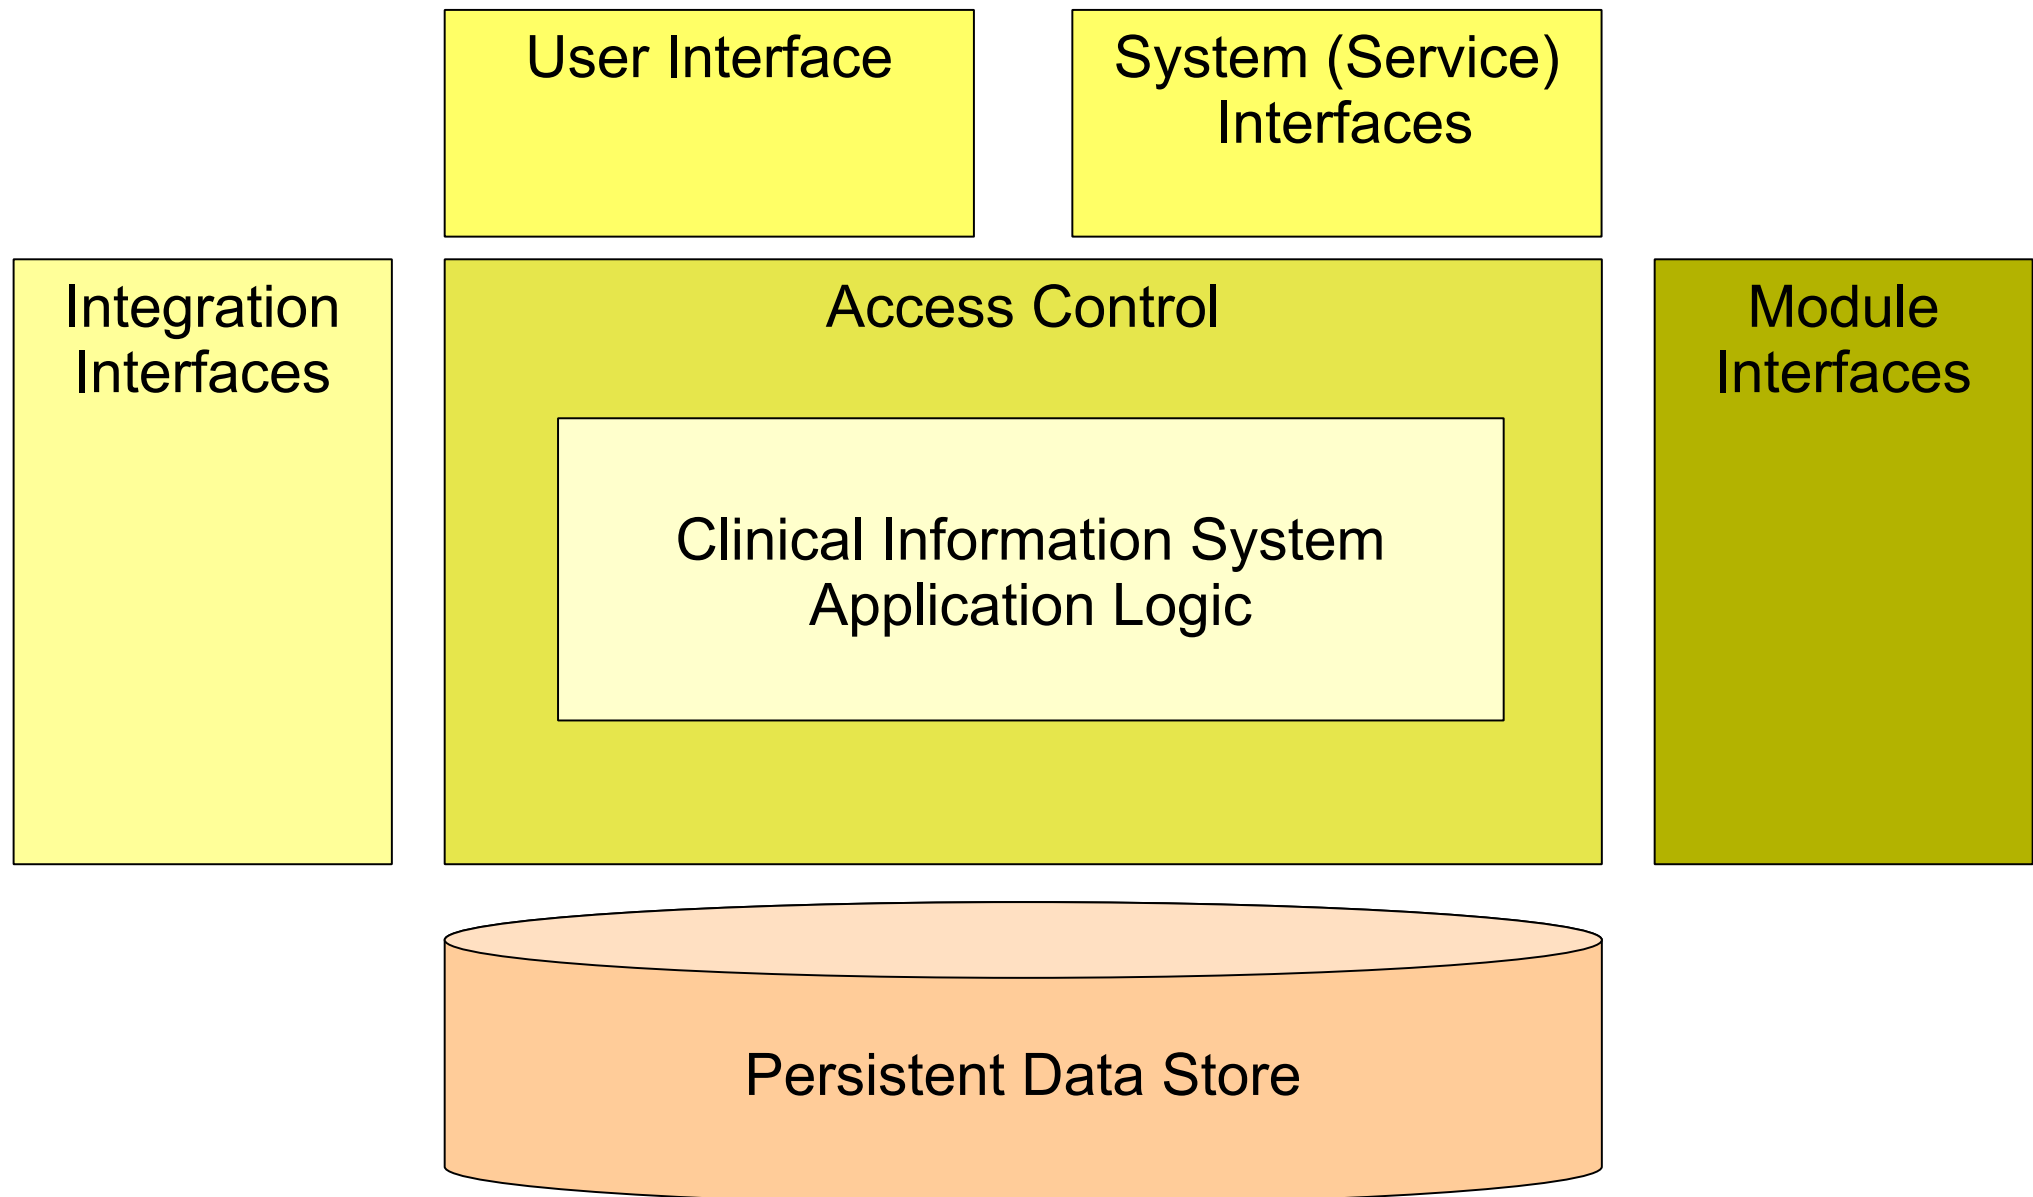 User Interface
System (Service)
Interfaces
Integration
Interfaces
Access Control
Module
Interfaces
Clinical Information System
Application Logic
Persistent Data Store